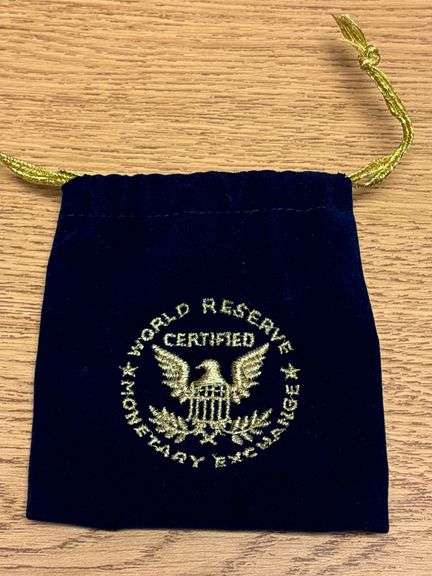 WORLD RESERVE
CERTIFIED
★ MONETARY EXCHANGE ★